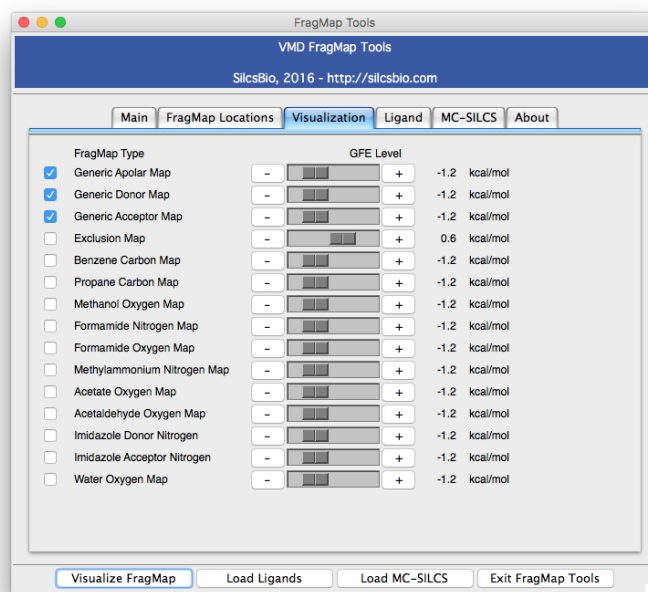 FragMap Tools
VMD FragMap Tools
SilcsBio, 2016 - http://silcsbio.com
Main FragMap Locations Visualization Ligand MC-SILCS About
FragMap Type GFE Level
Generic Apolar Map - + -1.2 kcal/mol
Generic Donor Map - + -1.2 kcal/mol
Generic Acceptor Map - + -1.2 kcal/mol
Exclusion Map - + 0.6 kcal/mol
Benzene Carbon Map - + -1.2 kcal/mol
Propane Carbon Map - + -1.2 kcal/mol
Methanol Oxygen Map - + -1.2 kcal/mol
Formamide Nitrogen Map - + -1.2 kcal/mol
Formamide Oxygen Map - + -1.2 kcal/mol
Methylammonium Nitrogen Map - + -1.2 kcal/mol
Acetate Oxygen Map - + -1.2 kcal/mol
Acetaldehyde Oxygen Map - + -1.2 kcal/mol
Imidazole Donor Nitrogen - + -1.2 kcal/mol
Imidazole Acceptor Nitrogen - + -1.2 kcal/mol
Water Oxygen Map - + -1.2 kcal/mol
Visualize FragMap Load Ligands Load MC-SILCS Exit FragMap Tools